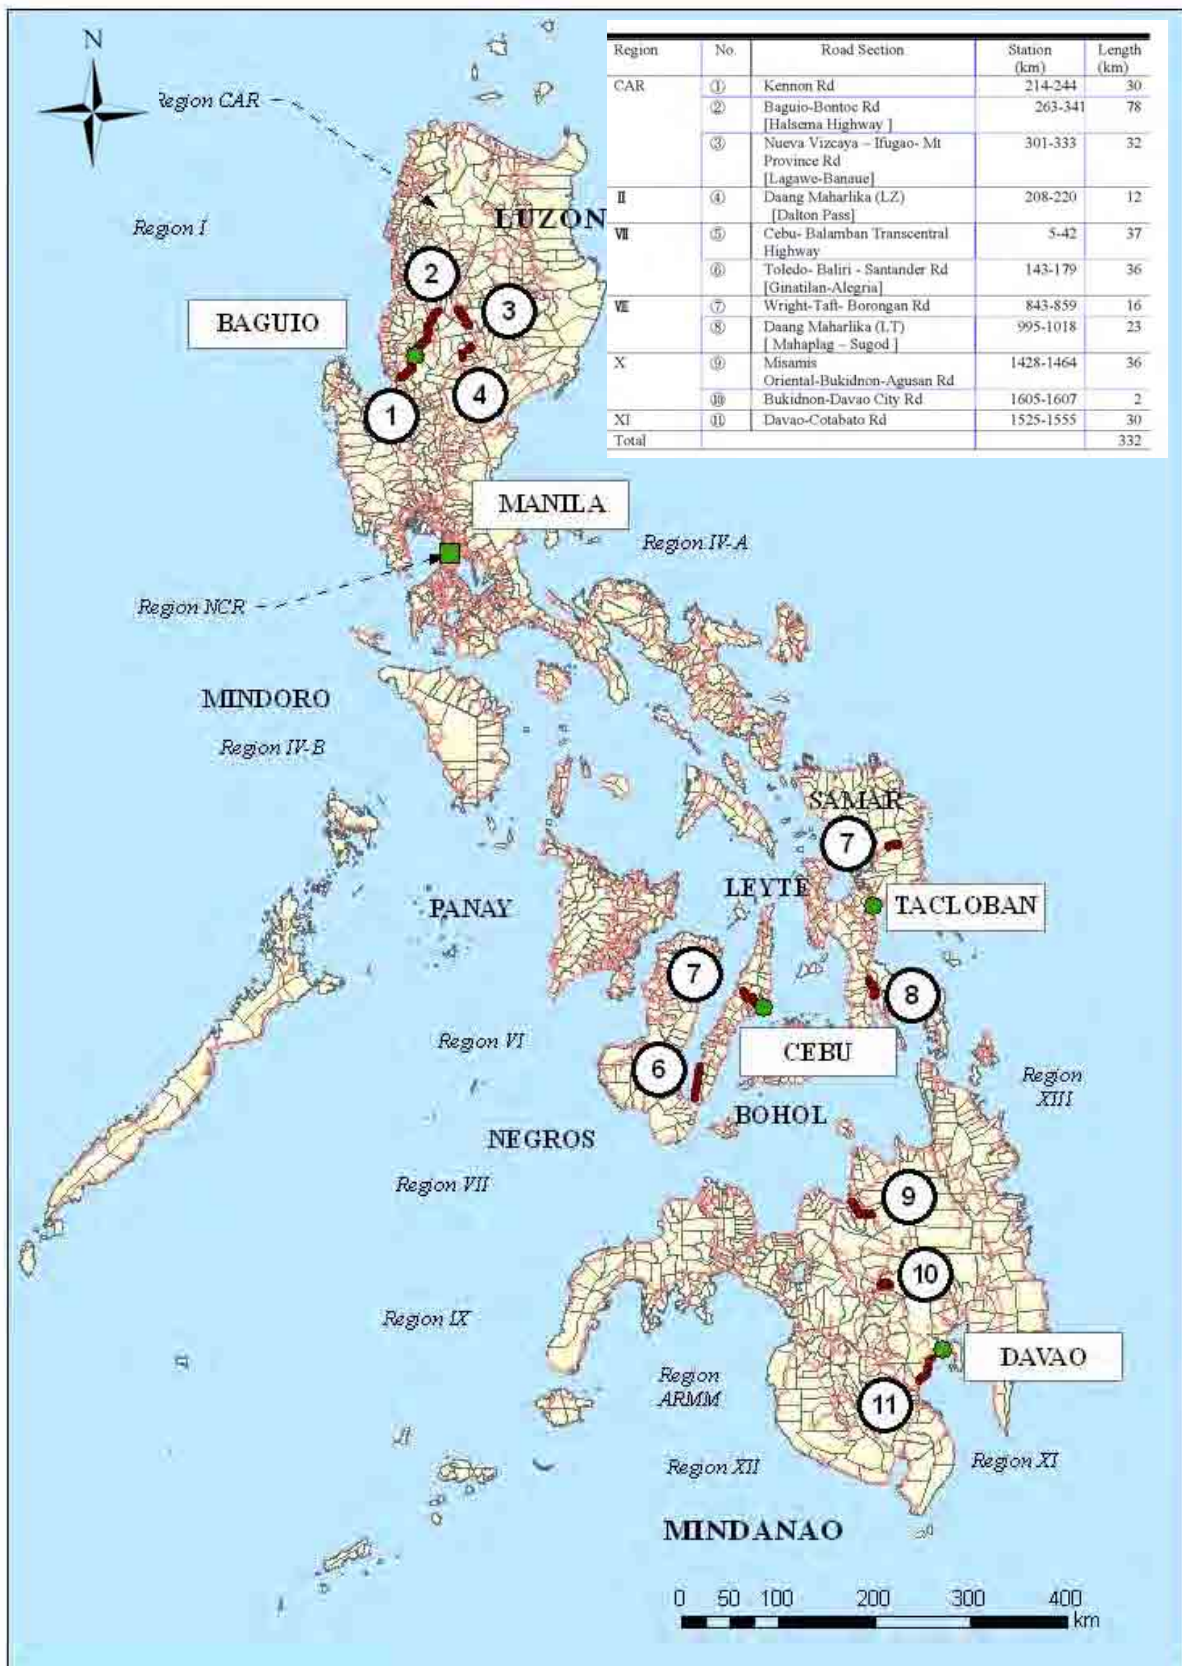 N
Region CAR
Region I
LUZON
Region No. Road Section Station (km) Length (km)
CAR ① Kennon Rd 214-244 30
② Baguio-Bontoc Rd 263-341 78
[Halsema Highway ]
③ Nueva Vizcaya – Ifugao- Mt 301-333 32
Province Rd
[Lagawe-Banaue]
Ⅱ ④ Daang Maharlika (LZ) 208-220 12
[Dalton Pass]
Ⅶ ⑤ Cebu- Balamban Transcentral 5-42 37
Highway
⑥ Toledo- Baliri - Santander Rd 143-179 36
[Ginatilan-Alegria]
Ⅷ ⑦ Wright-Taft- Borongan Rd 843-859 16
⑧ Daang Maharlika (LT) 995-1018 23
[ Mahaplag – Sugod ]
X ⑨ Misamis 1428-1464 36
Oriental-Bukidnon-Agusan Rd
⑩ Bukidnon-Davao City Rd 1605-1607 2
XI ⑪ Davao-Cotabato Rd 1525-1555 30
Total 332
2
3
BAGUIO
4
1
MANILA
Region IV-A
Region NCR
MINDORO
Region IV-B
SAMAR
7
LEYTE
PANAY
TACLOBAN
7
8
Region VI
CEBU
6
Region
XIII
BOHOL
NEGROS
Region VII
9
10
Region IX
DAVAO
Region
ARMM
11
Region XII
Region XI
MINDANAO
0 50 100 200 300 400
km